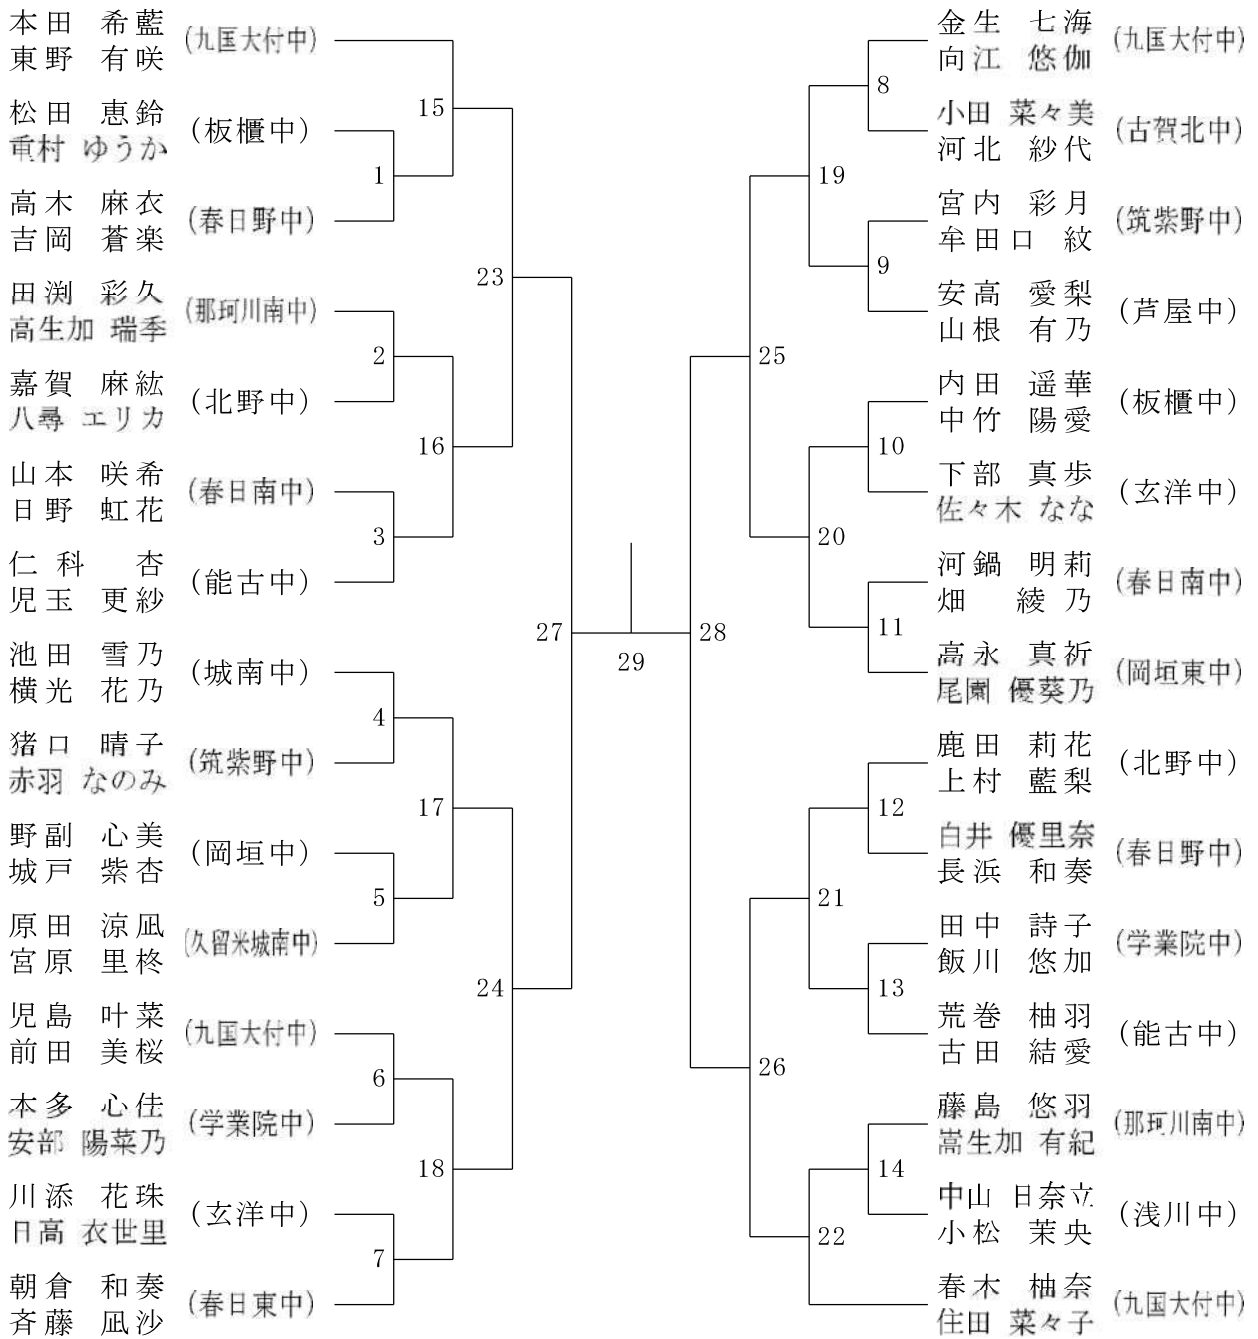 本田 希藍
東野 有咲
(九国大付中)
松田 恵鈴
重村 ゆうか
(板櫃中)
高木 麻衣
吉岡 蒼楽
(春日野中)
田渕 彩久
高生加 瑞季
(那珂川南中)
嘉賀 麻紘
八尋 エリカ
(北野中)
山本 咲希
日野 虹花
(春日南中)
仁科 杏
児玉 更紗
(能古中)
池田 雪乃
横光 花乃
(城南中)
猪口 晴子
赤羽 なのみ
(筑紫野中)
野副 心美
城戸 紫杏
(岡垣中)
原田 涼凪
宮原 里柊
(久留米城南中)
児島 叶菜
前田 美桜
(九国大付中)
本多 心佳
安部 陽菜乃
(学業院中)
川添 花珠
日高 衣世里
(玄洋中)
朝倉 和奏
斉藤 凪沙
(春日東中)
1
2
3
4
5
6
7
15
16
17
18
23
24
27
29
28
25
26
19
20
21
22
8
9
10
11
12
13
14
金生 七海
向江 悠伽
(九国大付中)
小田 菜々美
河北 紗代
(古賀北中)
宮内 彩月
牟田口 紋
(筑紫野中)
安高 愛梨
山根 有乃
(芦屋中)
内田 遥華
中竹 陽愛
(板櫃中)
下部 真歩
佐々木 なな
(玄洋中)
河鍋 明莉
畑 綾乃
(春日南中)
高永 真祈
尾園 優葵乃
(岡垣東中)
鹿田 莉花
上村 藍梨
(北野中)
白井 優里奈
長浜 和奏
(春日野中)
田中 詩子
飯川 悠加
(学業院中)
荒巻 柚羽
古田 結愛
(能古中)
藤島 悠羽
嵩生加 有紀
(那珂川南中)
中山 日奈立
小松 茉央
(浅川中)
春木 柚奈
住田 菜々子
(九国大付中)